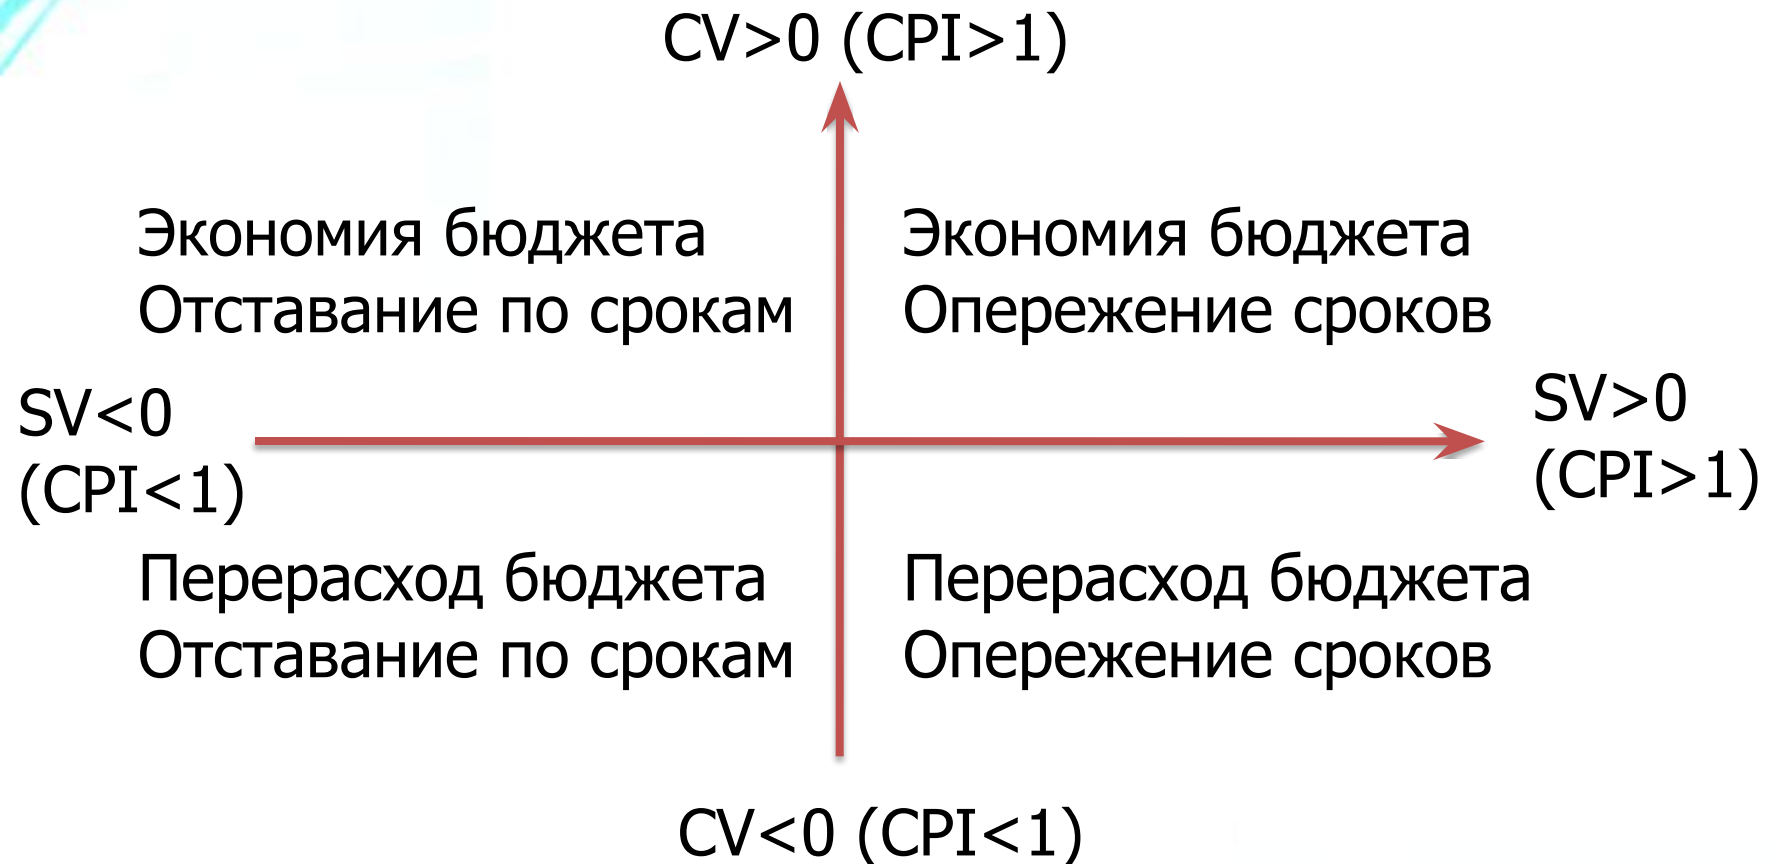 CV>0 (CPI>1)
Экономия бюджета
Отставание по срокам
Экономия бюджета
Опережение сроков
SV<0
(CPI<1)
SV>0
(CPI>1)
Перерасход бюджета
Отставание по срокам
Перерасход бюджета
Опережение сроков
CV<0 (CPI<1)